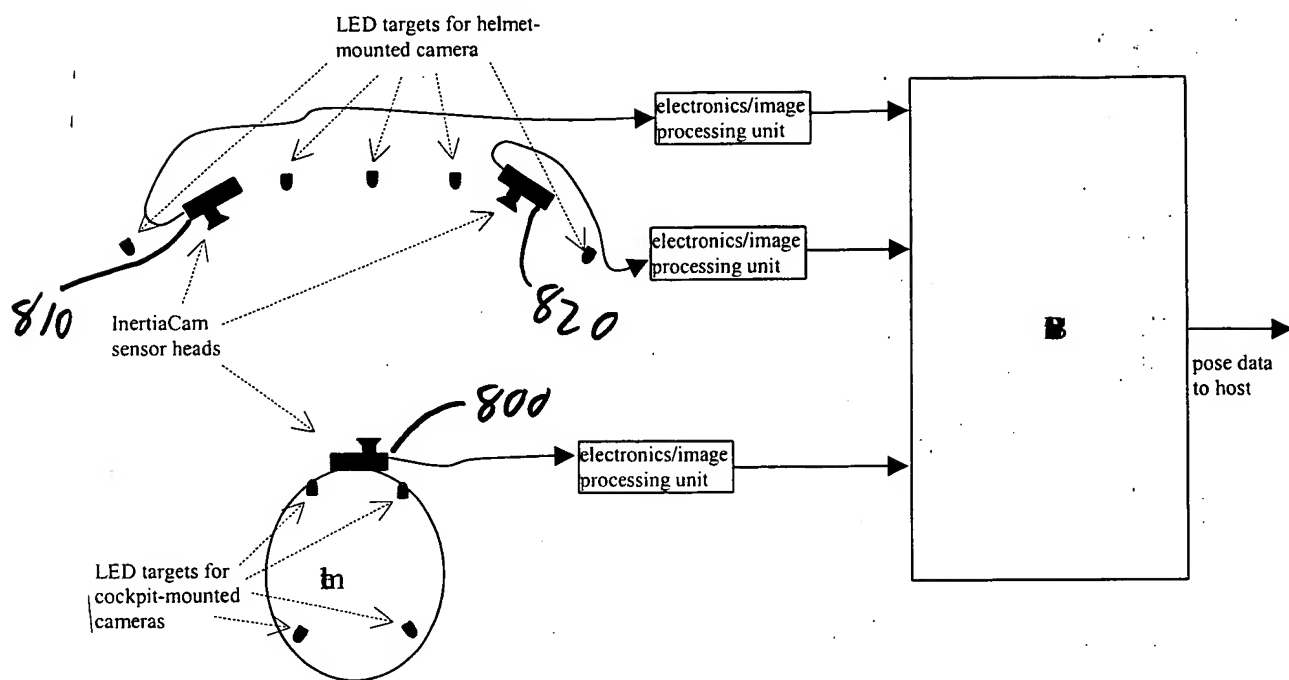 LED targets for helmet-
mounted camera
electronics/image
processing unit
electronics/image
processing unit
810
820
InertiaCam
sensor heads
pose data
to host
800
electronics/image
processing unit
LED targets for
cockpit-mounted
cameras